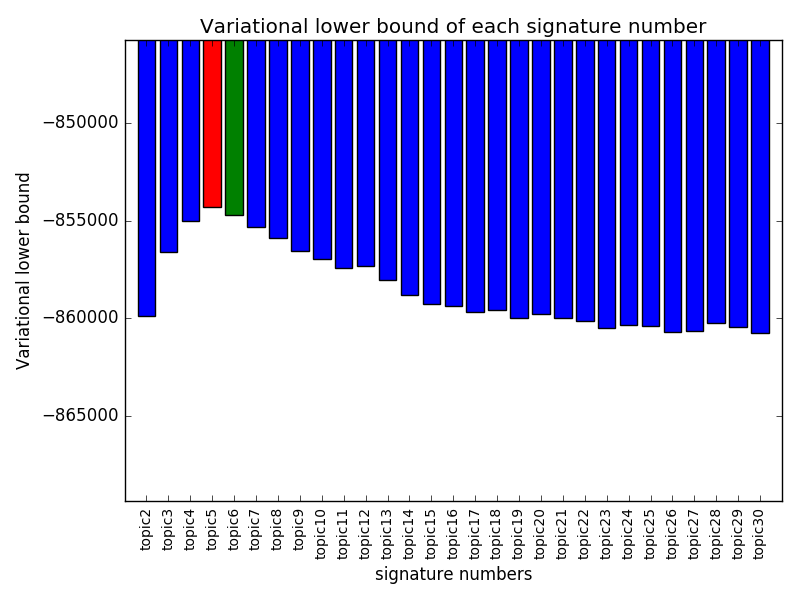 Variational lower bound of each signature number
Variational lower bound
−850000
−855000
−860000
−865000
topic2
topic3
topic4
topic5
topic6
topic7
topic8
topic9
topic10
topic11
topic12
topic13
topic14
topic15
topic16
topic17
topic18
topic19
topic20
topic21
topic22
topic23
topic24
topic25
topic26
topic27
topic28
topic29
topic30
signature numbers